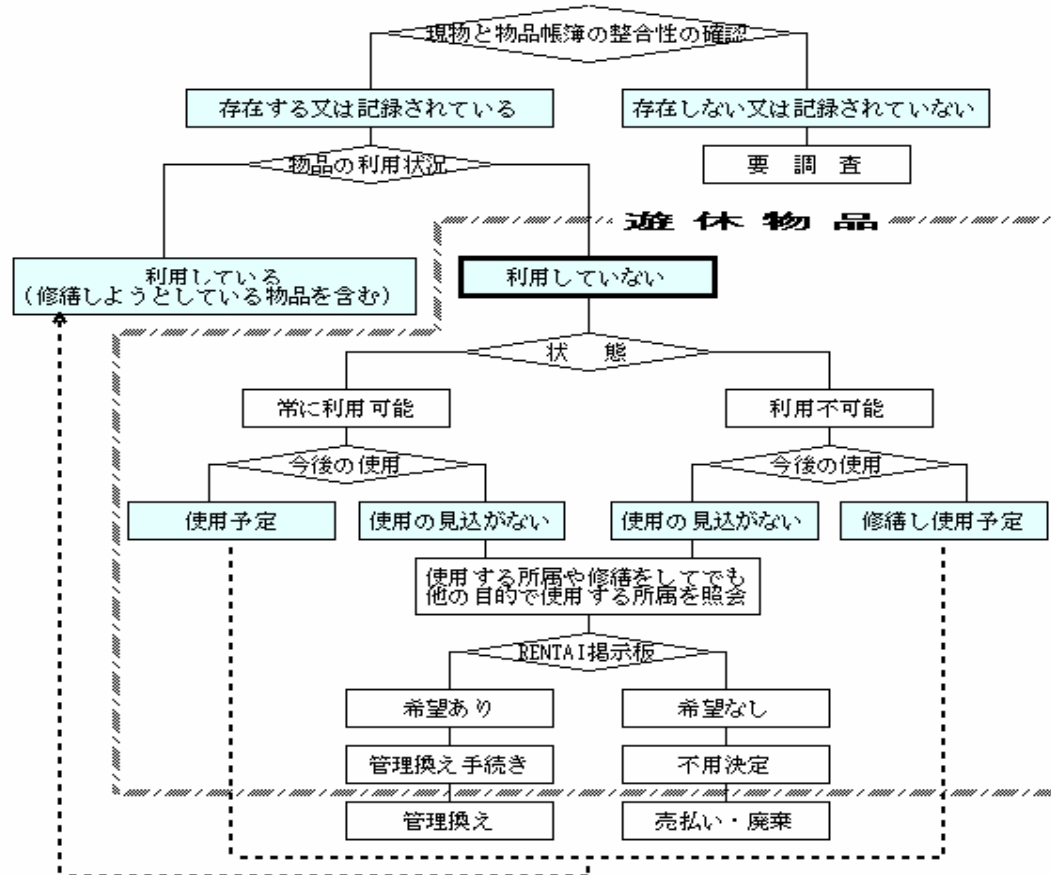 現物と物品帳簿の整合性の確認
存在する又は記録されている
存在しない又は記録されていない
物品の利用状況
要 調 査
遊 休 物 品
利用している
(修繕しようとしている物品を含む)
利用していない
状 態
常に利用可能
利用不可能
今後の使用
今後の使用
使用予定
使用の見込がない
使用の見込がない
修繕し使用予定
使用する所属や修繕をしてでも
他の目的で使用する所属を照会
RENTAI掲示板
希望あり
希望なし
管理換え手続き
不用決定
管理換え
売払い・廃棄